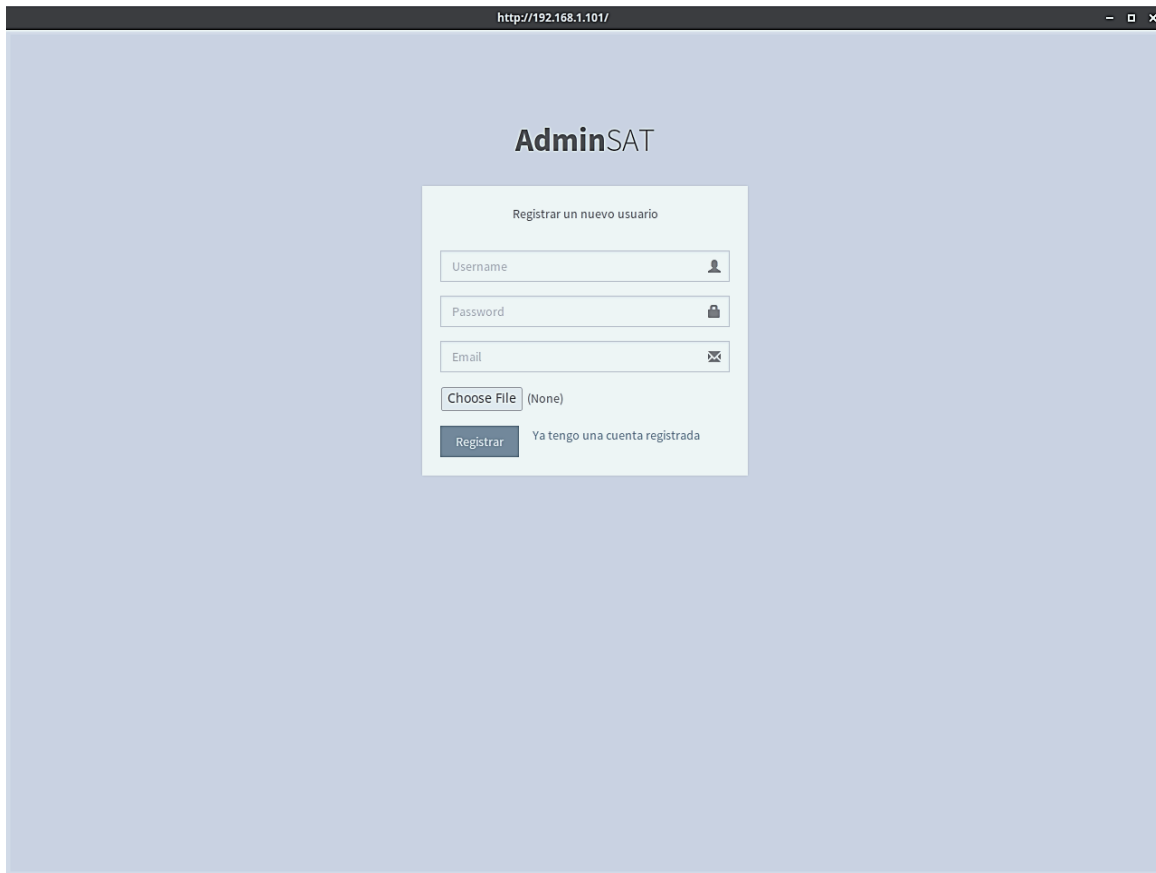 http://192.168.1.101/
AdminSAT
Registrar un nuevo usuario
Username
Password
Email
Choose File (None)
Registrar Ya tengo una cuenta registrada